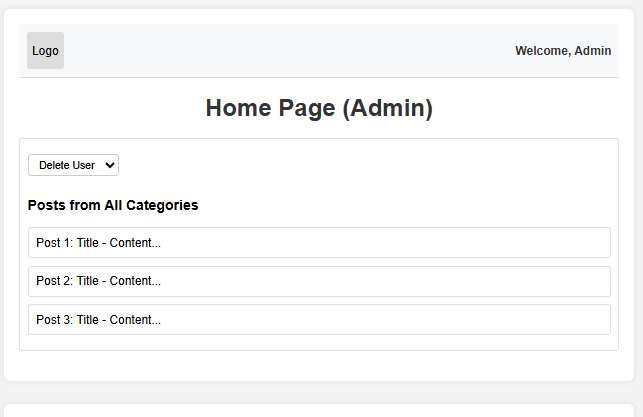 Logo
Welcome, Admin
Home Page (Admin)
Delete User
Posts from All Categories
Post 1: Title - Content...
Post 2: Title - Content...
Post 3: Title - Content...